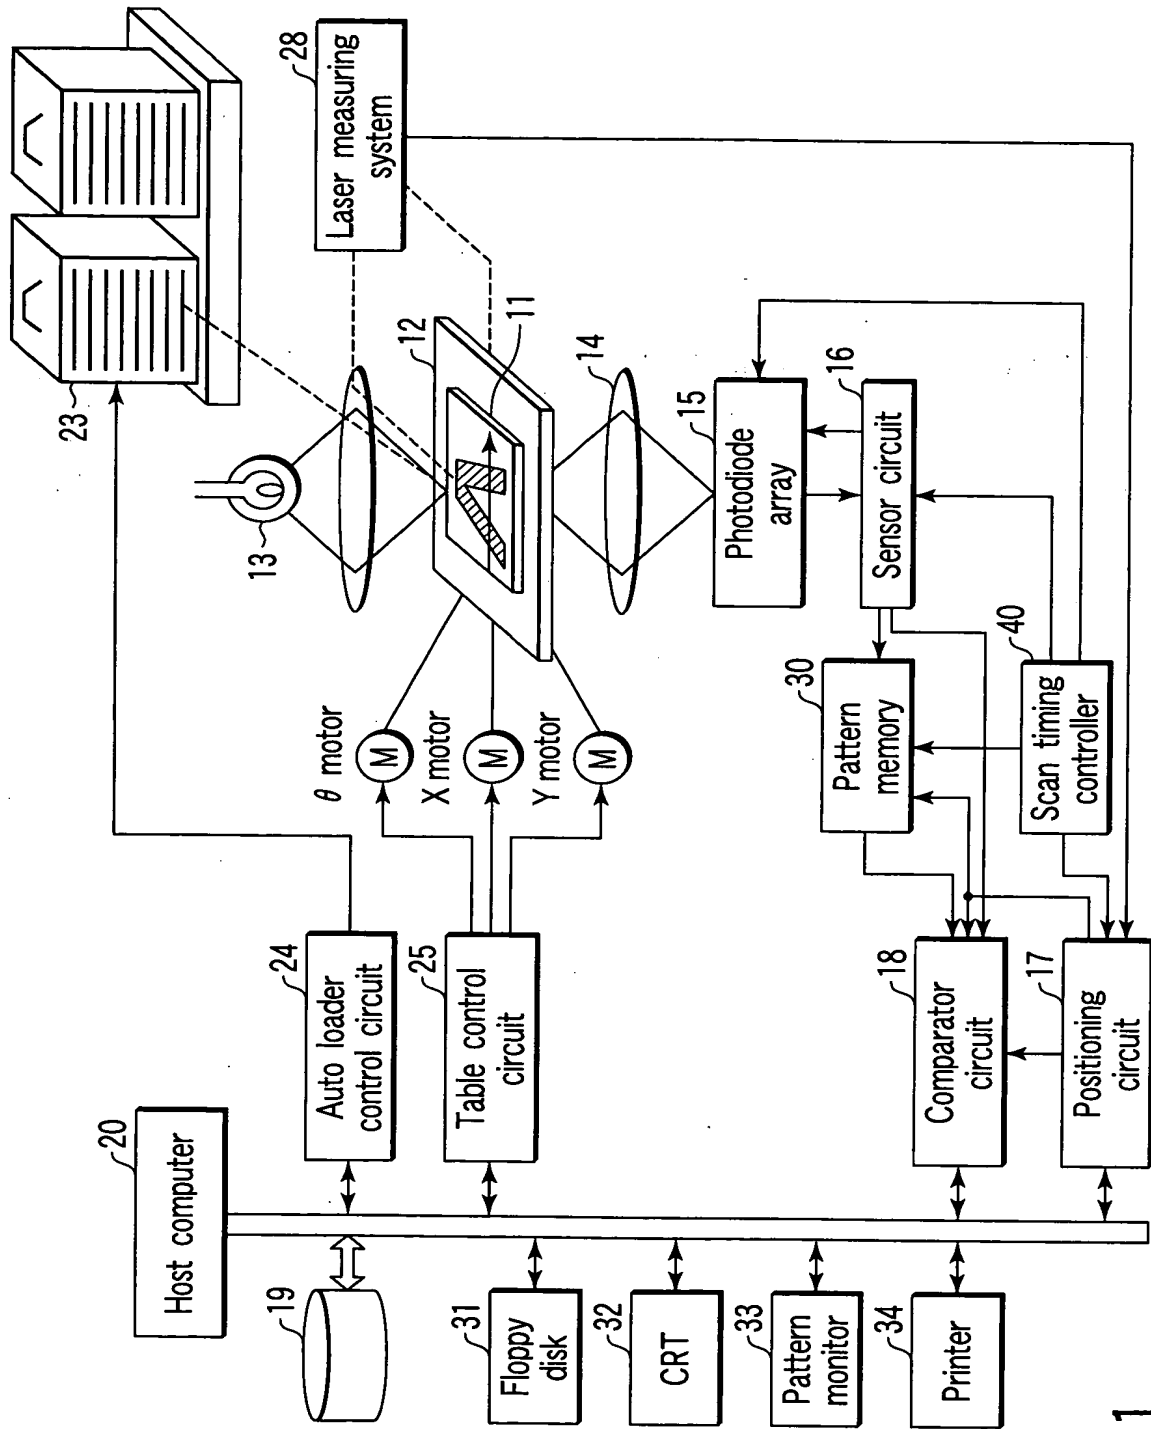 20
Host computer
19
31
Floppy
disk
32
CRT
33
Pattern
monitor
34
Printer
24
Auto loader
control circuit
25
Table control
circuit
18
Comparator
circuit
17
Positioning
circuit
θ motor
M
X motor
M
Y motor
M
30
Pattern
memory
40
Scan timing
controller
23
13
12
11
14
15
Photodiode
array
16
Sensor circuit
28
Laser measuring
system
1